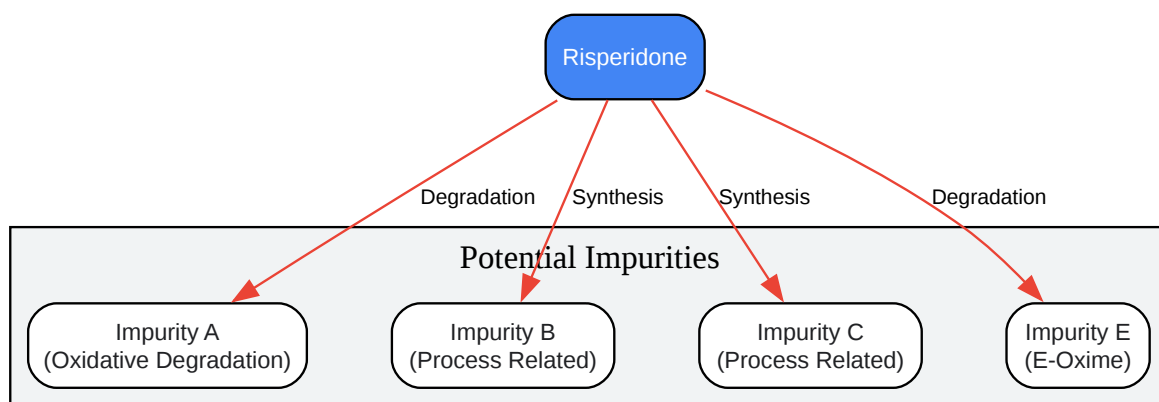 Risperidone
Degradation
Synthesis
Synthesis
Degradation
Potential Impurities
Impurity A
(Oxidative Degradation)
Impurity B
(Process Related)
Impurity C
(Process Related)
Impurity E
(E-Oxime)